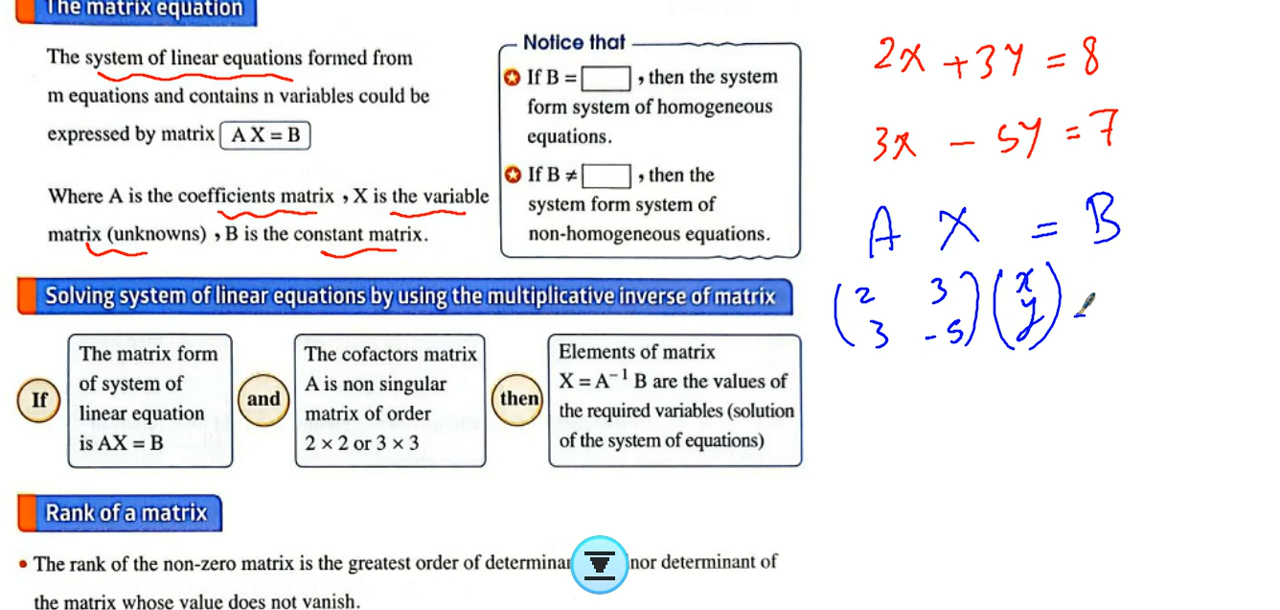 The matrix equation
The system of linear equations formed from
m equations and contains n variables could be
expressed by matrix A X = B
Where A is the coefficients matrix , X is the variable
matrix (unknowns) , B is the constant matrix.
Notice that
If B = , then the system
form system of homogeneous
equations.
If B ≠ , then the
system form system of
non-homogeneous equations.
2x + 3y = 8
3x - 5y = 7
A X = B
(2 3) (x)
(3 -5) (y)
Solving system of linear equations by using the multiplicative inverse of matrix
If
The matrix form
of system of
linear equation
is AX = B
and
The cofactors matrix
A is non singular
matrix of order
2 × 2 or 3 × 3
then
Elements of matrix
X = A⁻¹ B are the values of
the required variables (solution
of the system of equations)
Rank of a matrix
• The rank of the non-zero matrix is the greatest order of determinant of
the matrix whose value does not vanish.